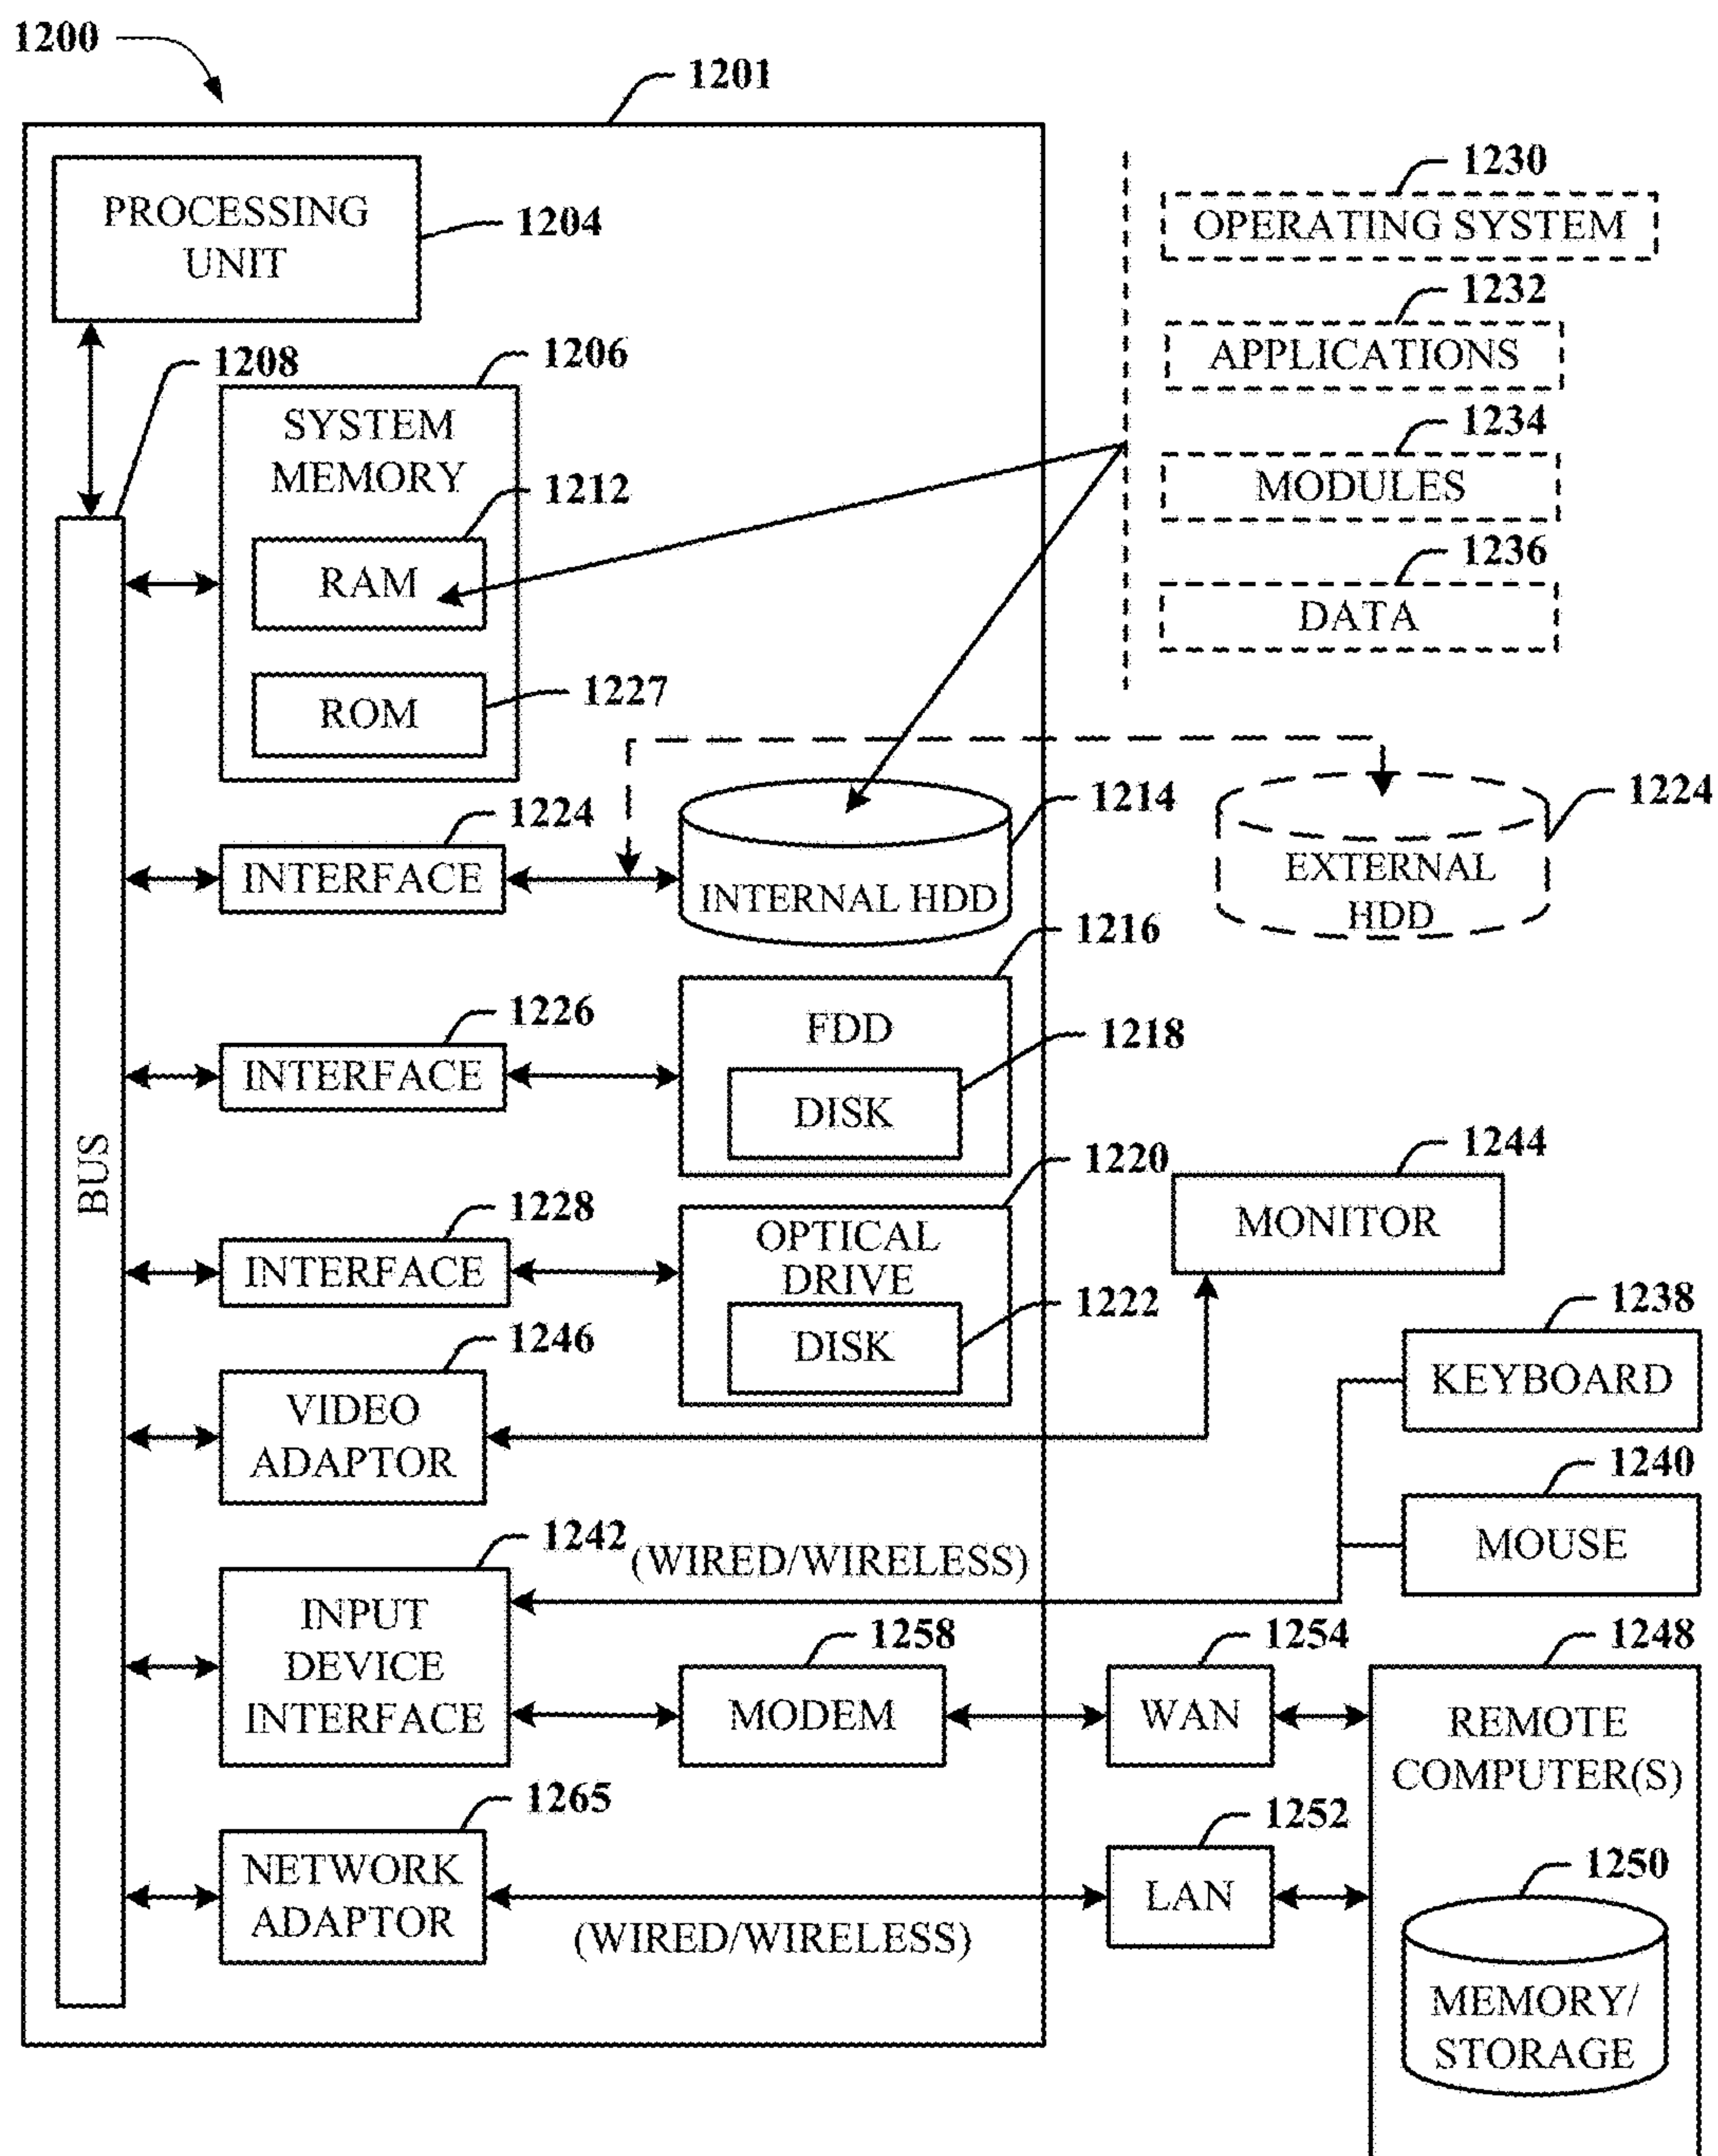 1200
1201
PROCESSING
UNIT
1204
1230
OPERATING SYSTEM
1232
APPLICATIONS
1234
MODULES
1236
DATA
1208
1206
SYSTEM
MEMORY
1212
RAM
1227
ROM
1224
INTERFACE
1214
INTERNAL HDD
1224
EXTERNAL
HDD
1226
INTERFACE
1216
FDD
1218
DISK
BUS
1228
INTERFACE
1220
OPTICAL
DRIVE
1222
DISK
1244
MONITOR
1246
VIDEO
ADAPTOR
1238
KEYBOARD
1240
MOUSE
1242
(WIRED/WIRELESS)
INPUT
DEVICE
INTERFACE
1258
MODEM
1254
WAN
1248
REMOTE
COMPUTER(S)
1265
NETWORK
ADAPTOR
(WIRED/WIRELESS)
1252
LAN
1250
MEMORY/
STORAGE